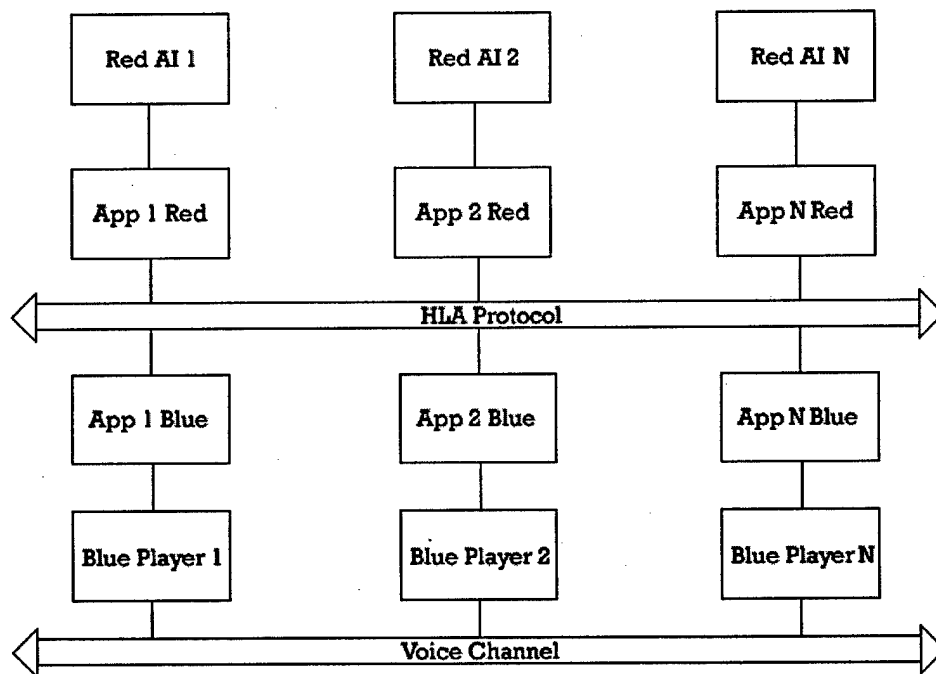 Red AI 1
Red AI 2
Red AI N
App 1 Red
App 2 Red
App N Red
HLA Protocol
App 1 Blue
App 2 Blue
App N Blue
Blue Player 1
Blue Player 2
Blue Player N
Voice Channel